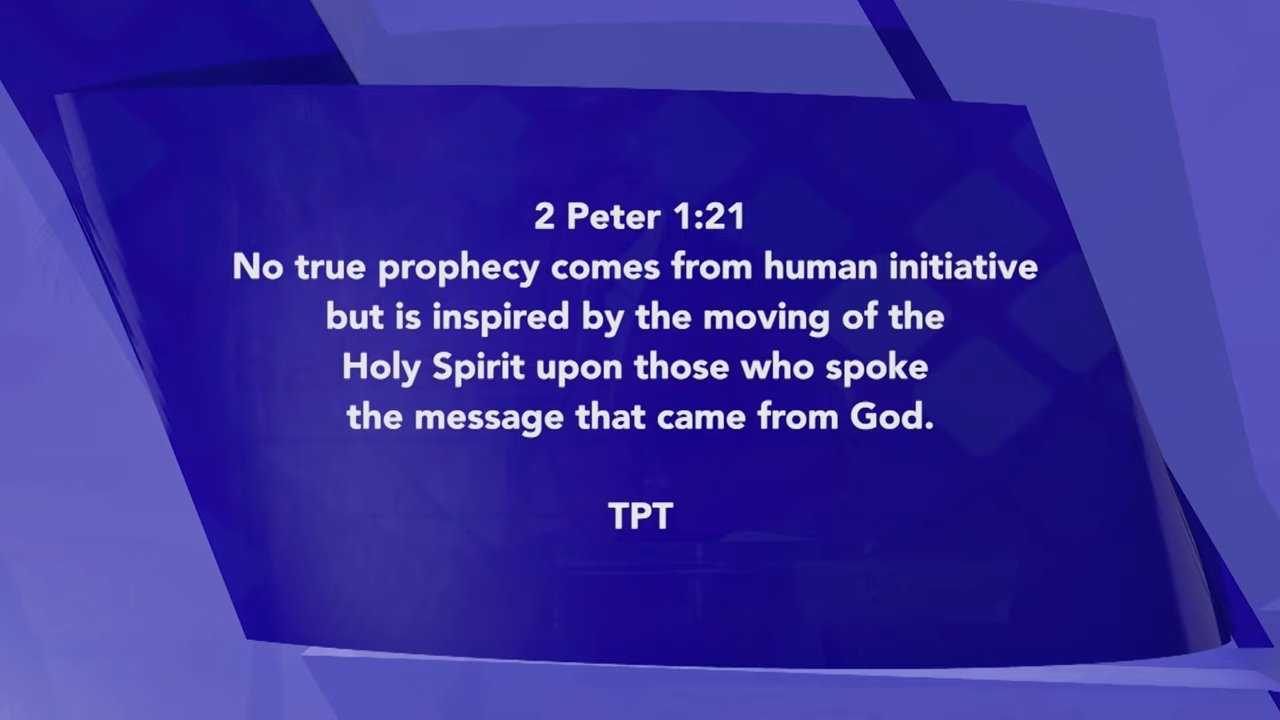 2 Peter 1:21
No true prophecy comes from human initiative
but is inspired by the moving of the
Holy Spirit upon those who spoke
the message that came from God.
TPT